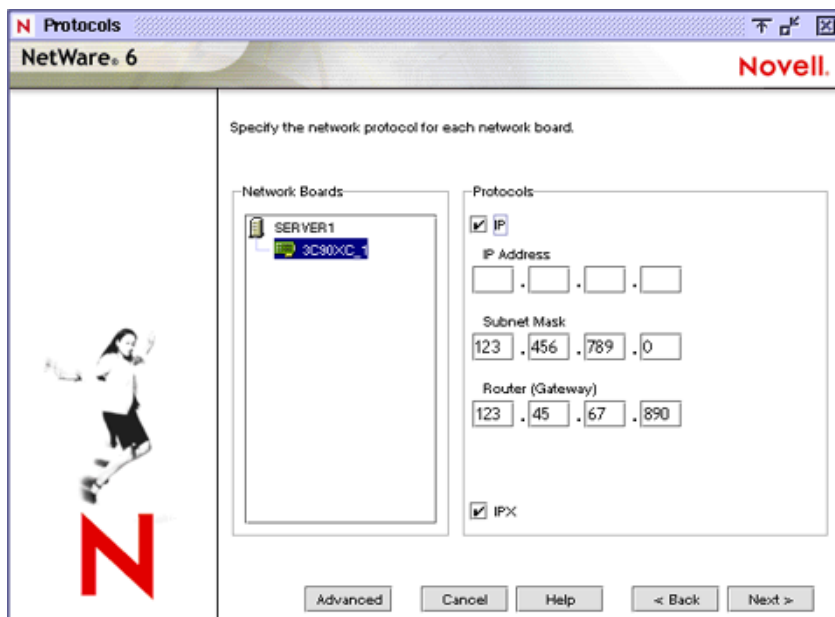 N Protocols
NetWare® 6
Novell.
Specify the network protocol for each network board.
Network Boards
SERVER1
3C90XC_1
Protocols
IP
IP Address
. . .
Subnet Mask
123 . 456 . 789 . 0
Router (Gateway)
123 . 45 . 67 . 890
IPX
N
Advanced Cancel Help < Back Next >